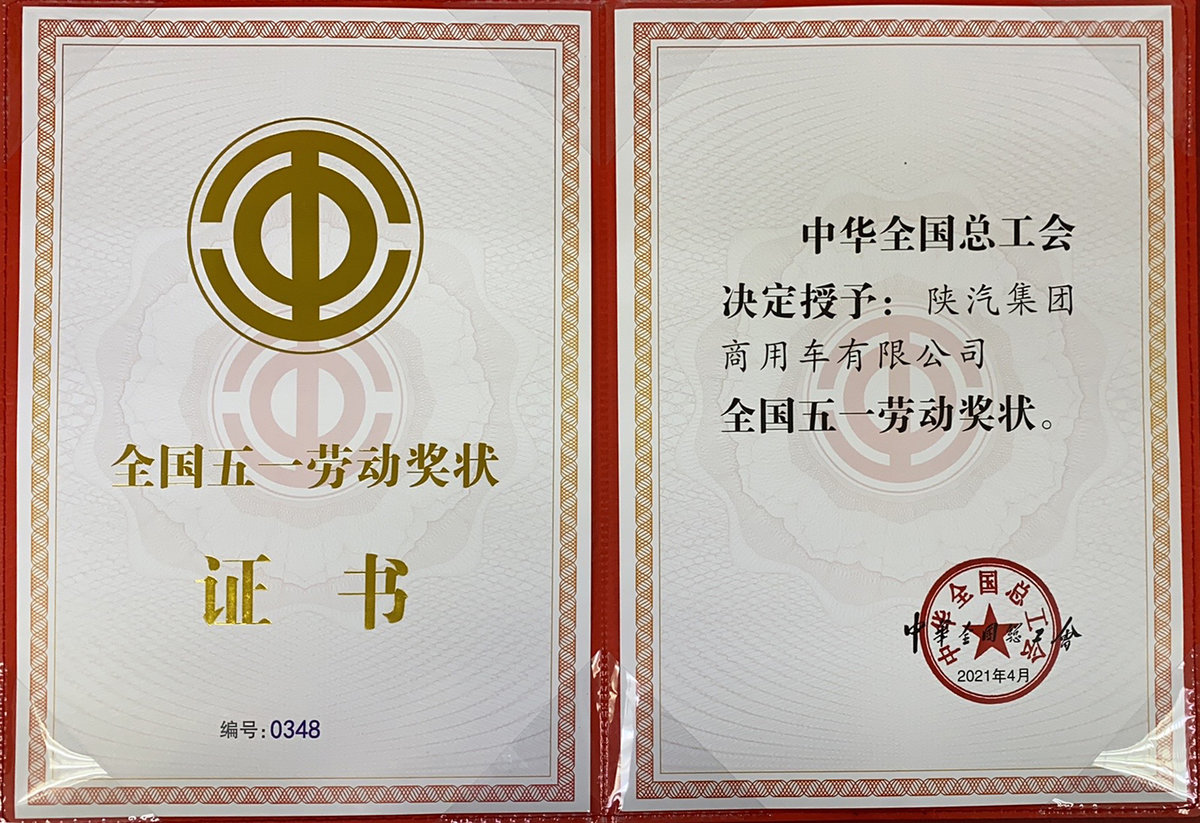 全国五一劳动奖状
证书
编号:0348
中华全国总工会
决定授予：陕汽集团
商用车有限公司
全国五一劳动奖状。
中华全国总工会
中華全国總工會
2021年4月